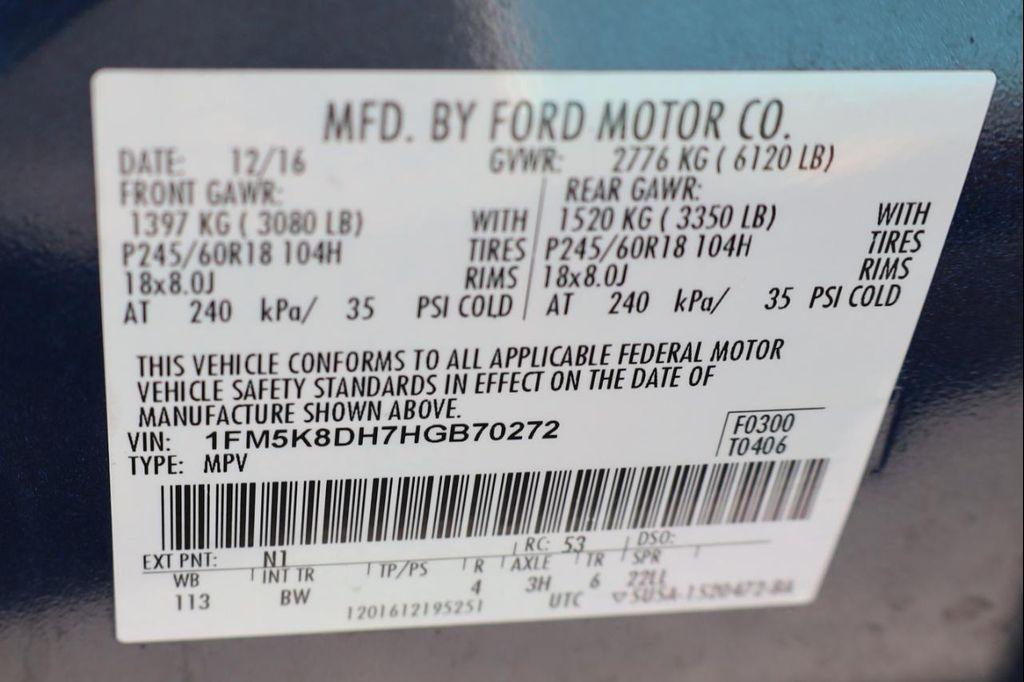 MFD. BY FORD MOTOR CO.
DATE: 12/16 GVWR: 2776 KG ( 6120 LB)
FRONT GAWR: REAR GAWR:
1397 KG ( 3080 LB) WITH 1520 KG ( 3350 LB) WITH
P245/60R18 104H TIRES P245/60R18 104H TIRES
18x8.0J RIMS 18x8.0J RIMS
AT 240 kPa/ 35 PSI COLD AT 240 kPa/ 35 PSI COLD
THIS VEHICLE CONFORMS TO ALL APPLICABLE FEDERAL MOTOR
VEHICLE SAFETY STANDARDS IN EFFECT ON THE DATE OF
MANUFACTURE SHOWN ABOVE.
VIN: 1FM5K8DH7HGB70272 F0300
TYPE: MPV T0406
EXT PNT: N1 RC: 53 DSO:
WB INT TR TP/PS R AXLE TR SPR
113 BW 4 3H 6 22LL
1201612195251 UTC 5U5A-1520472-BA